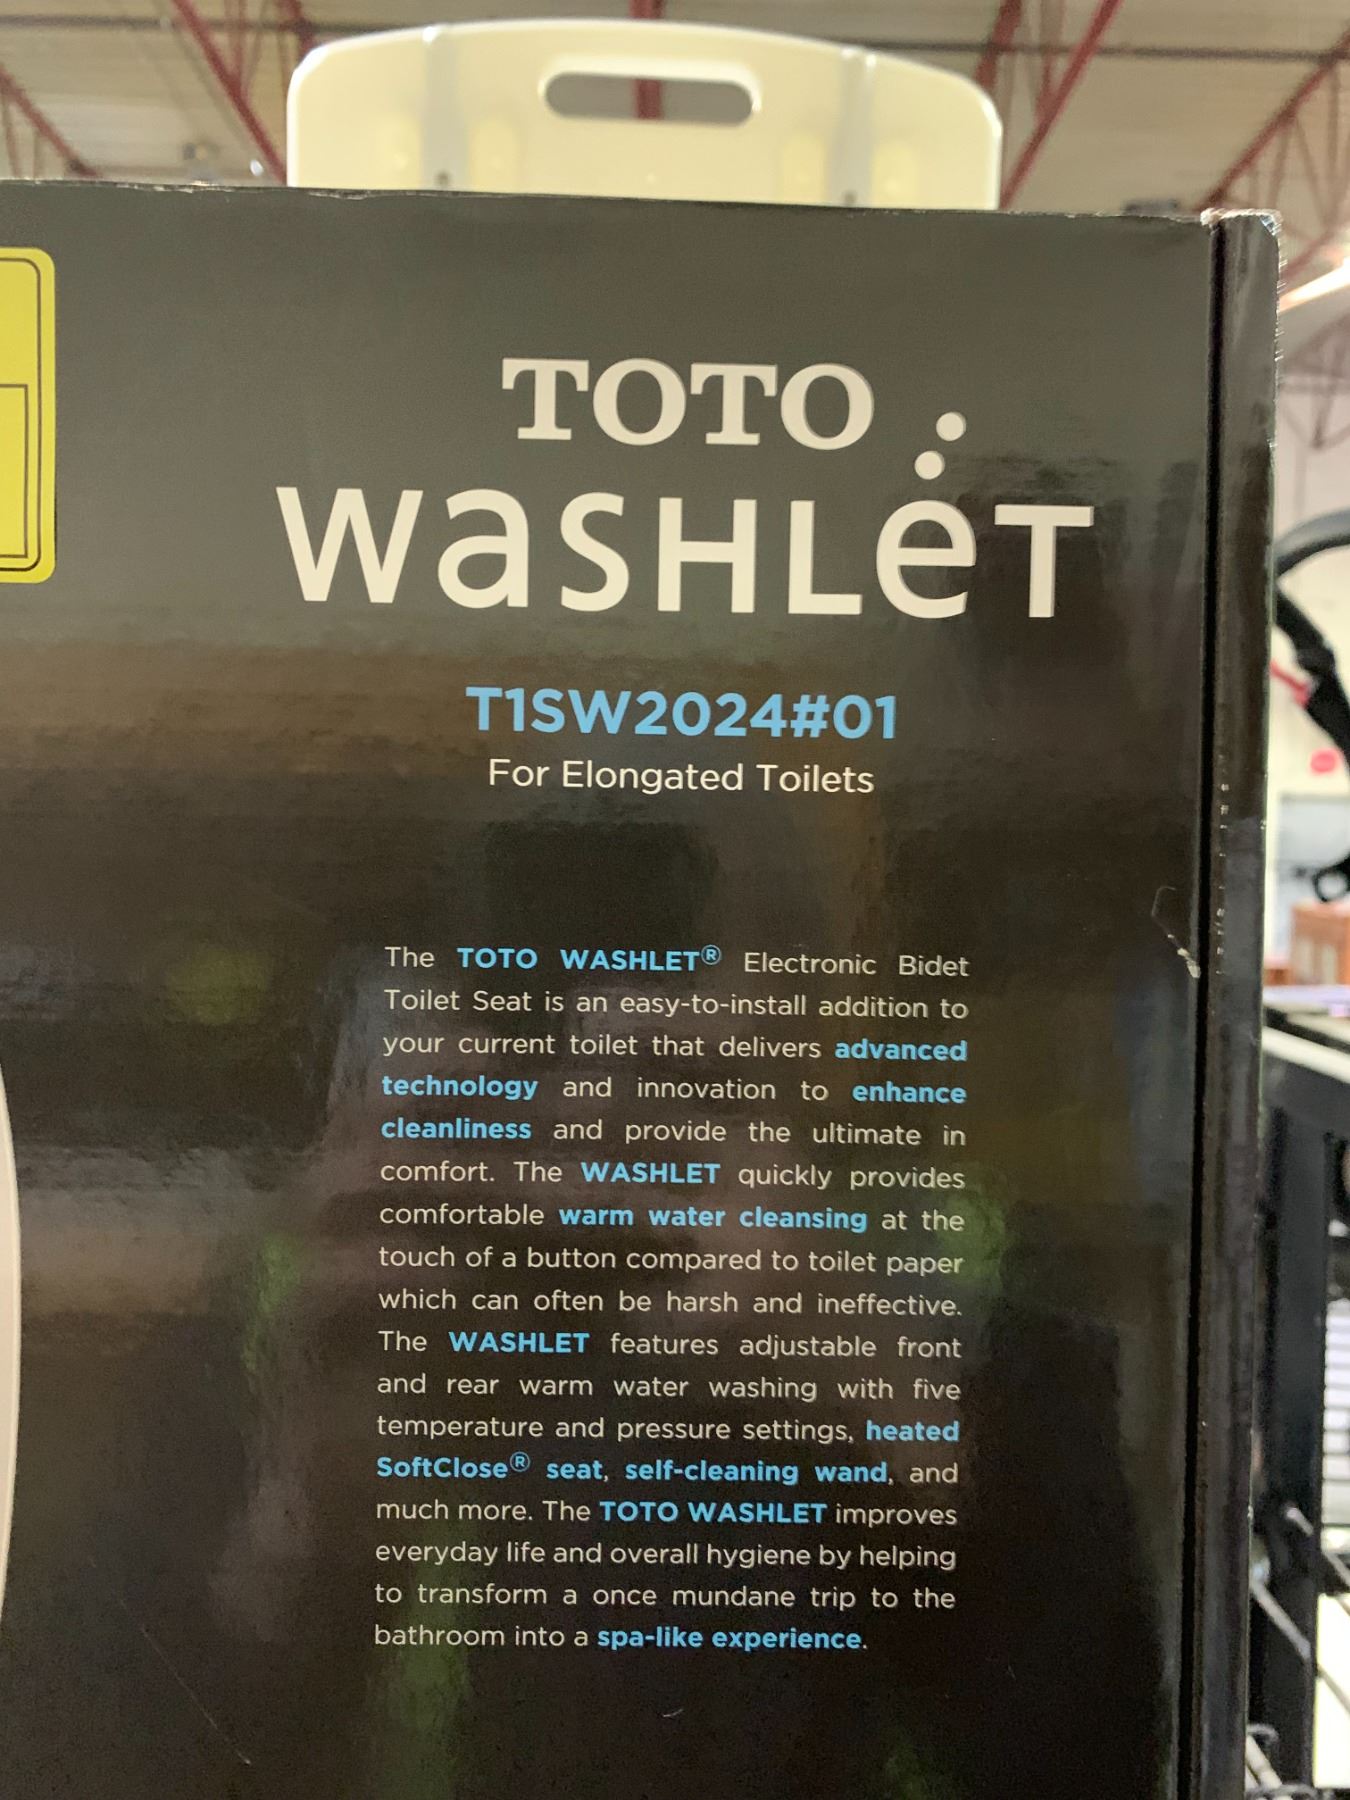 TOTO
WASHLET
T1SW2024#01
For Elongated Toilets
The TOTO WASHLET® Electronic Bidet
Toilet Seat is an easy-to-install addition to
your current toilet that delivers advanced
technology and innovation to enhance
cleanliness and provide the ultimate in
comfort. The WASHLET quickly provides
comfortable warm water cleansing at the
touch of a button compared to toilet paper
which can often be harsh and ineffective.
The WASHLET features adjustable front
and rear warm water washing with five
temperature and pressure settings, heated
SoftClose® seat, self-cleaning wand, and
much more. The TOTO WASHLET improves
everyday life and overall hygiene by helping
to transform a once mundane trip to the
bathroom into a spa-like experience.